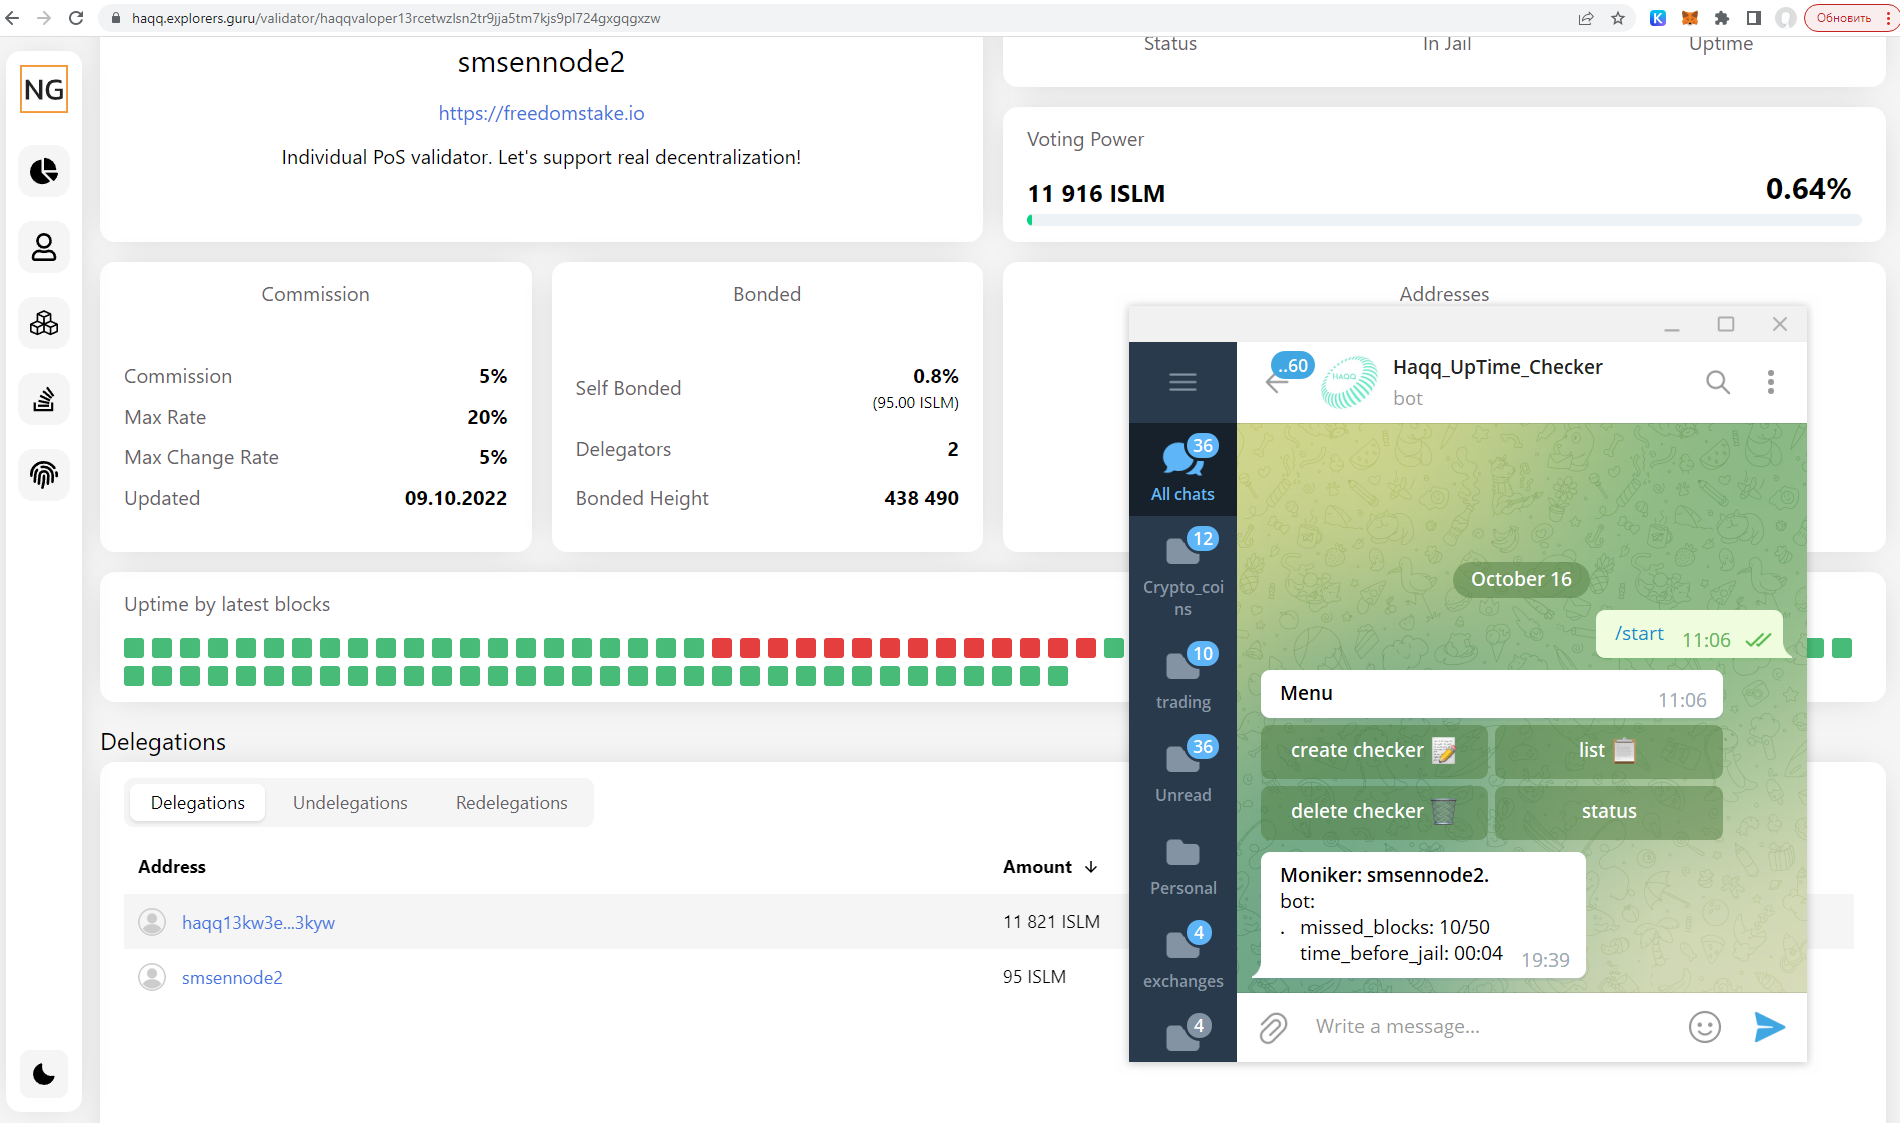 haqq.explorers.guru/validator/haqqvaloper13rcetwzlsn2tr9jja5tm7kjs9pl724gxgqgxzw
Обновить
NG
smsennode2
https://freedomstake.io
Individual PoS validator. Let's support real decentralization!
Status In Jail Uptime
Voting Power
11 916 ISLM 0.64%
Commission
Commission 5%
Max Rate 20%
Max Change Rate 5%
Updated 09.10.2022
Bonded
Self Bonded 0.8%
(95.00 ISLM)
Delegators 2
Bonded Height 438 490
Addresses
Uptime by latest blocks
Delegations
Delegations Undelegations Redelegations
Address Amount ↓
haqq13kw3e...3kyw 11 821 ISLM
smsennode2 95 ISLM
..60
HAQQ
Haqq_UpTime_Checker
bot
36
All chats
12
Crypto_coi
ns
10
trading
36
Unread
Personal
4
exchanges
4
October 16
/start 11:06
Menu 11:06
create checker list
delete checker status
Moniker: smsennode2.
bot:
. missed_blocks: 10/50
time_before_jail: 00:04 19:39
Write a message...